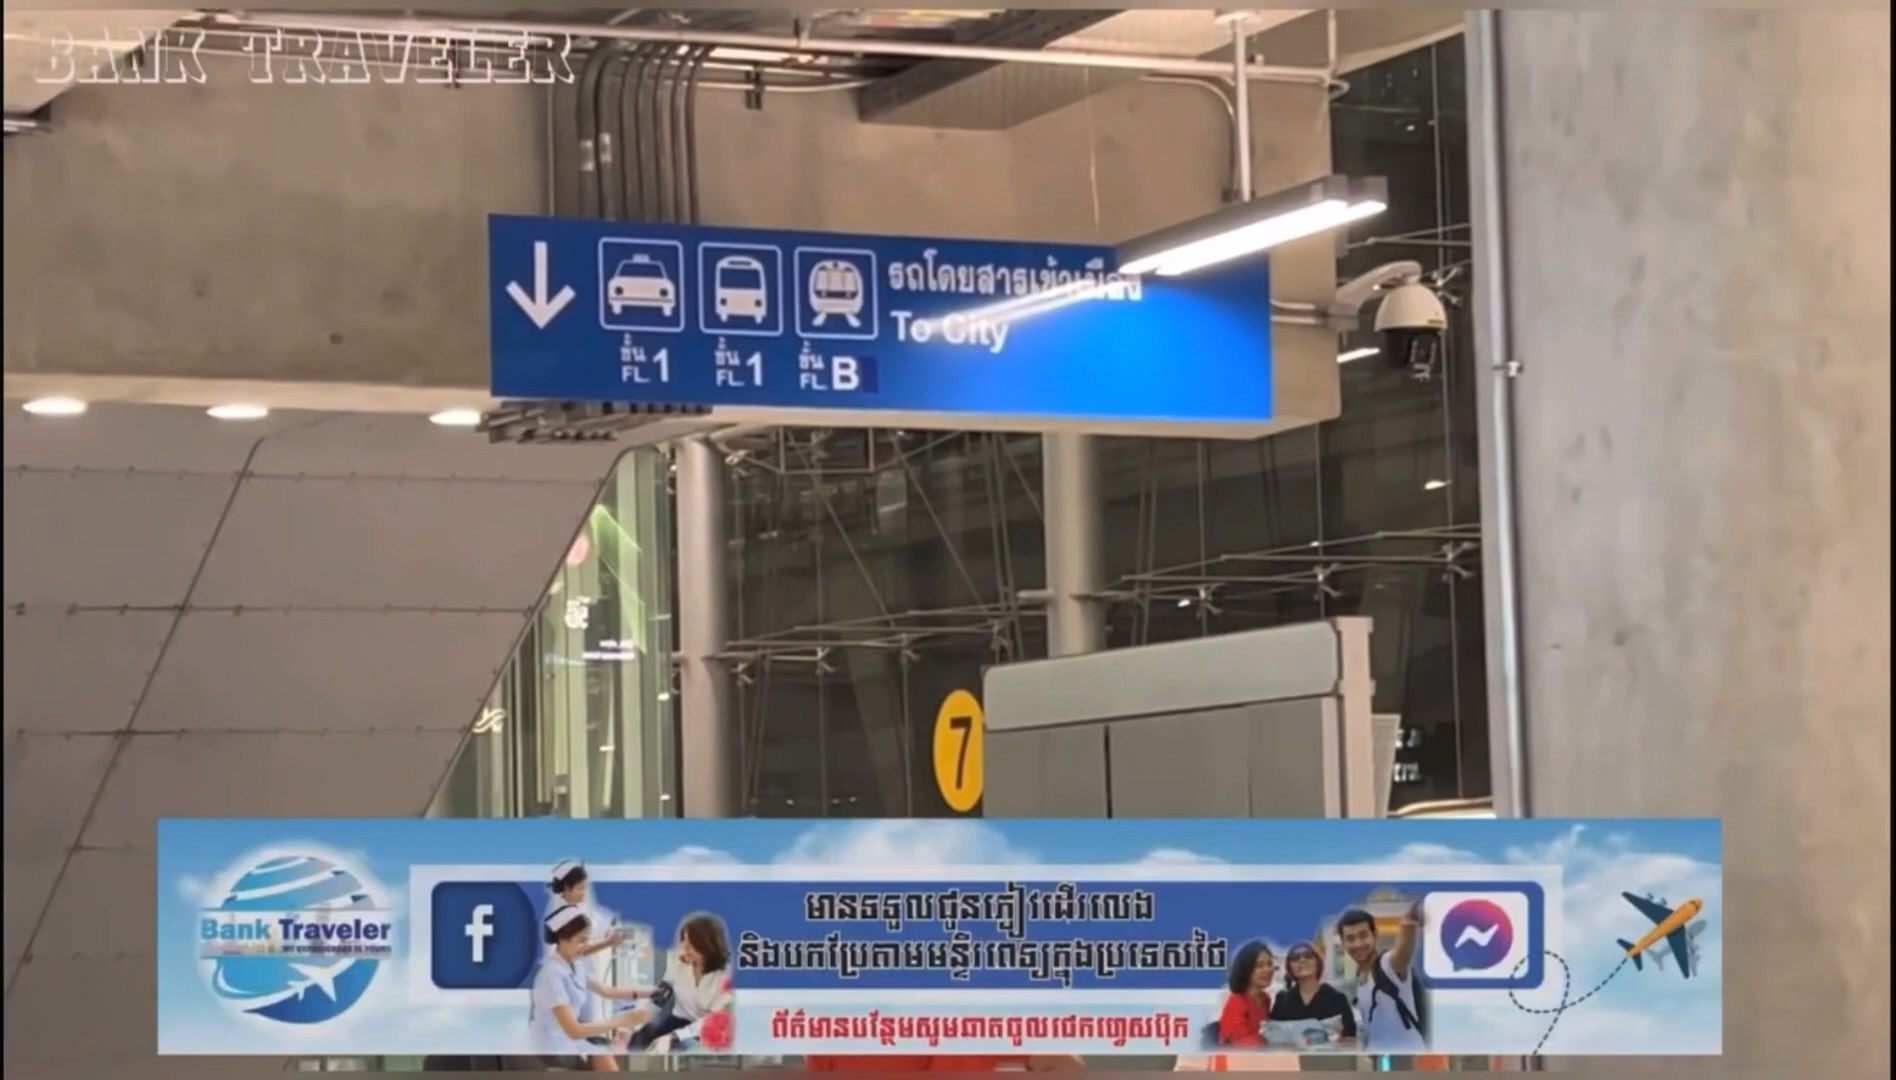 BANK TRAVELER
รถโดยสารเข้าเมือง
To City
ชั้น FL. 1
ชั้น FL. 1
ชั้น FL. B
7
Bank Traveler
MY EXPERIENCES IS YOURS
មានទទួលជូនភ្ញៀវដើរលេង
និងបកប្រែតាមមន្ទីរពេទ្យក្នុងប្រទេសថៃ
ព័ត៌មានបន្ថែមសូមឆាតចូលផេកហ្វេសប៊ុក